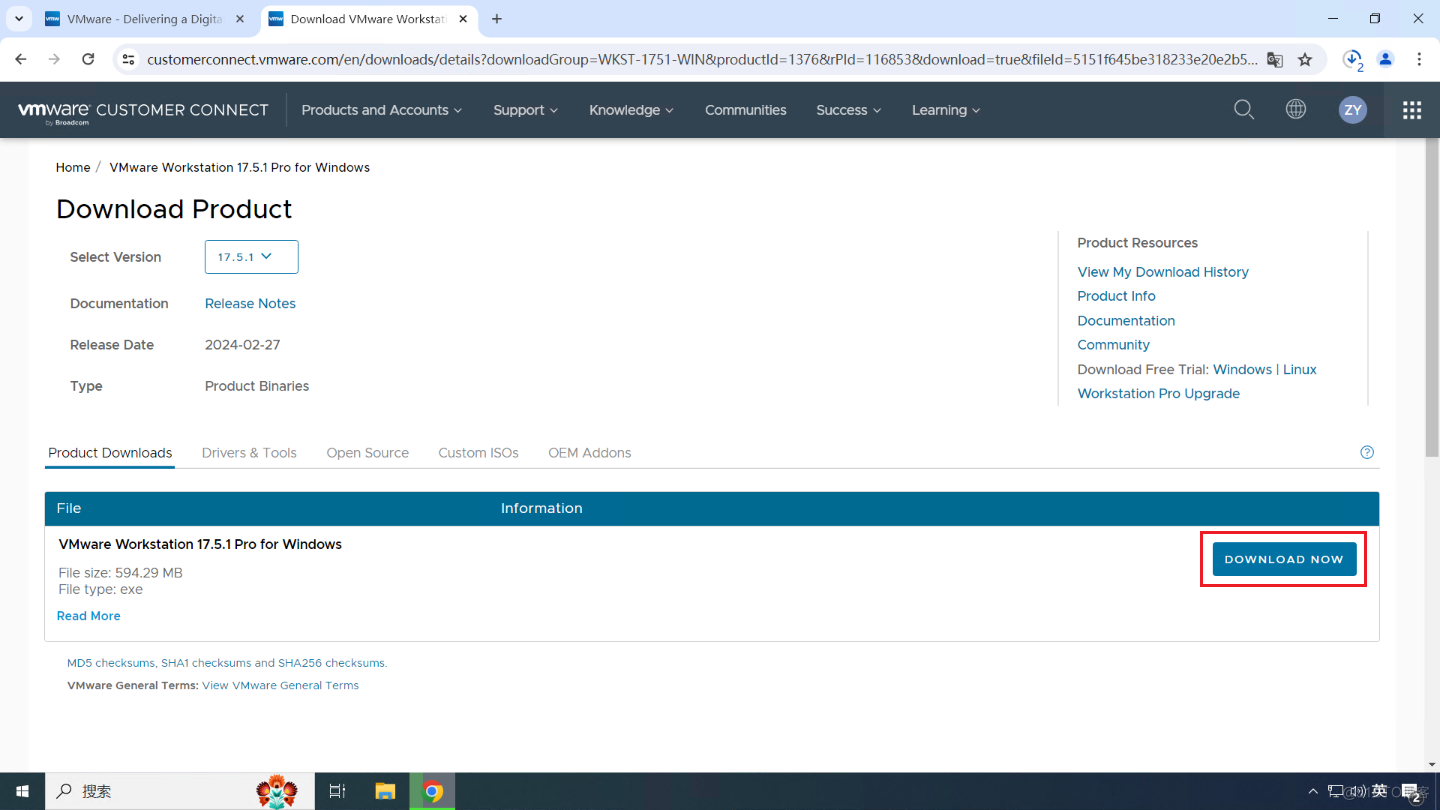 VMware - Delivering a Digita
Download VMware Workstati
customerconnect.vmware.com/en/downloads/details?downloadGroup=WKST-1751-WIN&productId=1376&rPId=116853&download=true&fileId=5151f645be318233e20e2b5...
2
vmware CUSTOMER CONNECT
by Broadcom
Products and Accounts
Support
Knowledge
Communities
Success
Learning
ZY
Home / VMware Workstation 17.5.1 Pro for Windows
Download Product
Select Version
17.5.1
Documentation
Release Notes
Release Date
2024-02-27
Type
Product Binaries
Product Resources
View My Download History
Product Info
Documentation
Community
Download Free Trial: Windows | Linux
Workstation Pro Upgrade
Product Downloads
Drivers & Tools
Open Source
Custom ISOs
OEM Addons
File
Information
VMware Workstation 17.5.1 Pro for Windows
File size: 594.29 MB
File type: exe
Read More
DOWNLOAD NOW
MD5 checksums, SHA1 checksums and SHA256 checksums.
VMware General Terms: View VMware General Terms
搜索
英
2